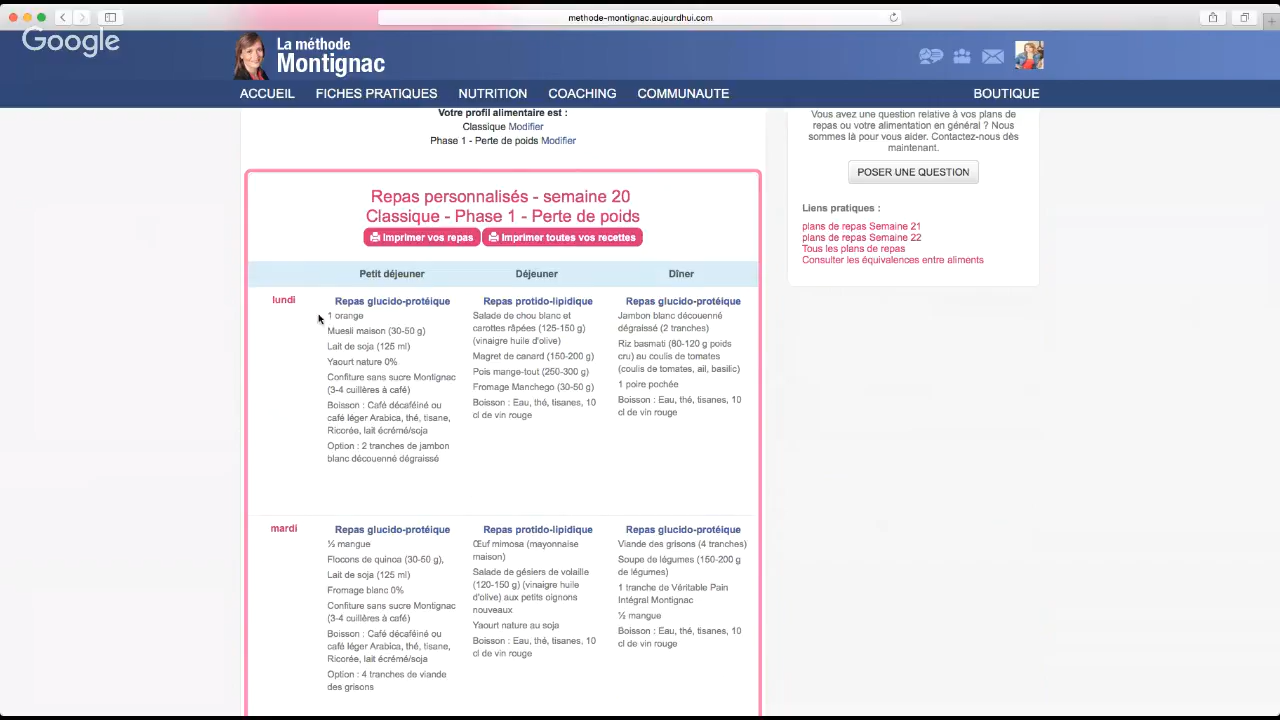 methode-montignac.aujourdhui.com
Google
La méthode
Montignac
ACCUEIL FICHES PRATIQUES NUTRITION COACHING COMMUNAUTE BOUTIQUE
Votre profil alimentaire est :
Classique Modifier
Phase 1 - Perte de poids Modifier
Repas personnalisés - semaine 20
Classique - Phase 1 - Perte de poids
Imprimer vos repas Imprimer toutes vos recettes
Petit déjeuner Déjeuner Dîner
lundi
Repas glucido-protéique
1 orange
Muesli maison (30-50 g)
Lait de soja (125 ml)
Yaourt nature 0%
Confiture sans sucre Montignac
(3-4 cuillères à café)
Boisson : Café décaféiné ou
café léger Arabica, thé, tisane,
Ricorée, lait écrémé/soja
Option : 2 tranches de jambon
blanc découenné dégraissé
Repas protido-lipidique
Salade de chou blanc et
carottes râpées (125-150 g)
(vinaigre huile d'olive)
Magret de canard (150-200 g)
Pois mange-tout (250-300 g)
Fromage Manchego (30-50 g)
Boisson : Eau, thé, tisanes, 10
cl de vin rouge
Repas glucido-protéique
Jambon blanc découenné
dégraissé (2 tranches)
Riz basmati (80-120 g poids
cru) au coulis de tomates
(coulis de tomates, ail, basilic)
1 poire pochée
Boisson : Eau, thé, tisanes, 10
cl de vin rouge
mardi
Repas glucido-protéique
½ mangue
Flocons de quinoa (30-50 g),
Lait de soja (125 ml)
Fromage blanc 0%
Confiture sans sucre Montignac
(3-4 cuillères à café)
Boisson : Café décaféiné ou
café léger Arabica, thé, tisane,
Ricorée, lait écrémé/soja
Option : 4 tranches de viande
des grisons
Repas protido-lipidique
Œuf mimosa (mayonnaise
maison)
Salade de gésiers de volaille
(120-150 g) (vinaigre huile
d'olive) aux petits oignons
nouveaux
Yaourt nature au soja
Boisson : Eau, thé, tisanes, 10
cl de vin rouge
Repas glucido-protéique
Viande des grisons (4 tranches)
Soupe de légumes (150-200 g
de légumes)
1 tranche de Véritable Pain
Intégral Montignac
½ mangue
Boisson : Eau, thé, tisanes, 10
cl de vin rouge
Vous avez une question relative à vos plans de
repas ou votre alimentation en général ? Nous
sommes là pour vous aider. Contactez-nous dès
maintenant.
POSER UNE QUESTION
Liens pratiques :
plans de repas Semaine 21
plans de repas Semaine 22
Tous les plans de repas
Consulter les équivalences entre aliments